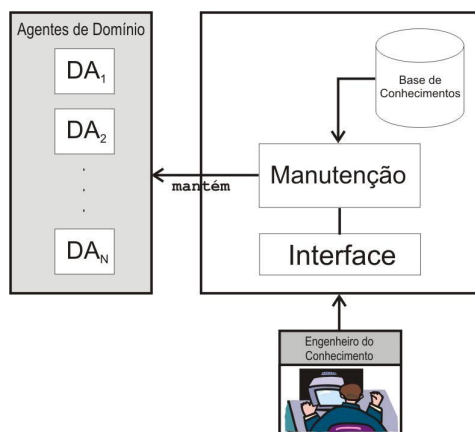 Agentes de Domínio
DA1
DA2
DAN
mantém
Base de
Conhecimentos
Manutenção
Interface
Engenheiro do
Conhecimento